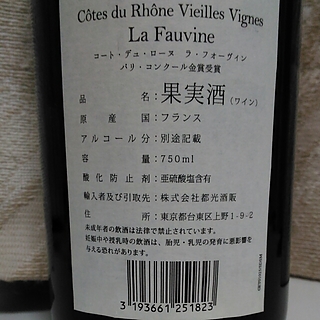 Côtes du Rhône Vieilles Vignes
La Fauvine
コート・デュ・ローヌ ラ・フォーヴィン
パリ・コンクール金賞受賞
品名:果実酒(ワイン)
原産国:フランス
アルコール分:別途記載
容量:750ml
酸化防止剤:亜硫酸塩含有
輸入者及び引取先:株式会社都光酒販
住所:東京都台東区上野1-9-2
未成年者の飲酒は法律で禁止されています。
妊娠中や授乳時の飲酒は、胎児・乳児の発育に悪影響を
与える恐れがあります。
3 193661 251823